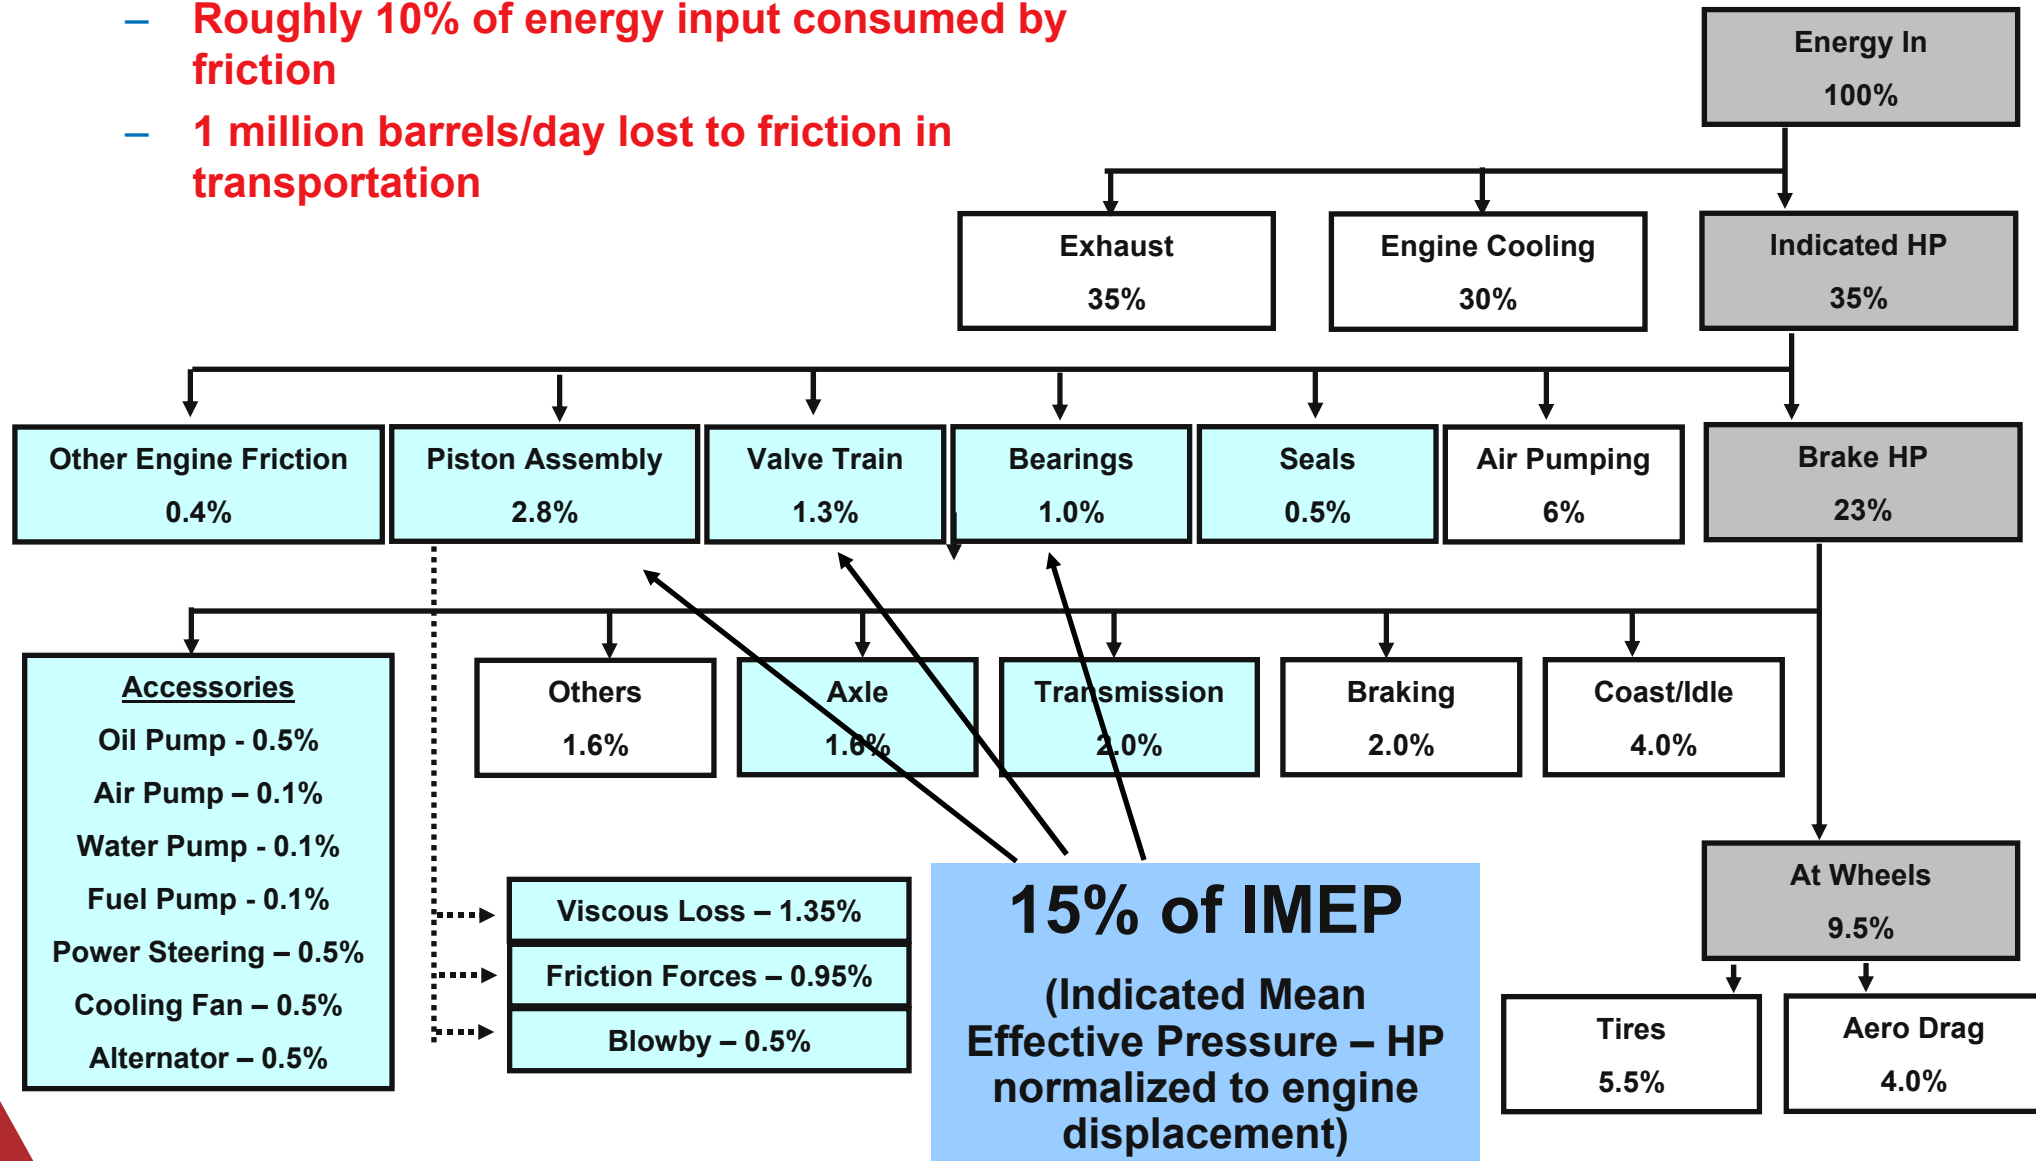 – Roughly 10% of energy input consumed by
friction
– 1 million barrels/day lost to friction in
transportation
Energy In
100%
Exhaust
35%
Engine Cooling
30%
Indicated HP
35%
Other Engine Friction
0.4%
Piston Assembly
2.8%
Valve Train
1.3%
Bearings
1.0%
Seals
0.5%
Air Pumping
6%
Brake HP
23%
Accessories
Oil Pump - 0.5%
Air Pump – 0.1%
Water Pump - 0.1%
Fuel Pump - 0.1%
Power Steering – 0.5%
Cooling Fan – 0.5%
Alternator – 0.5%
Others
1.6%
Axle
1.6%
Transmission
2.0%
Braking
2.0%
Coast/Idle
4.0%
Viscous Loss – 1.35%
Friction Forces – 0.95%
Blowby – 0.5%
15% of IMEP
(Indicated Mean
Effective Pressure – HP
normalized to engine
displacement)
At Wheels
9.5%
Tires
5.5%
Aero Drag
4.0%